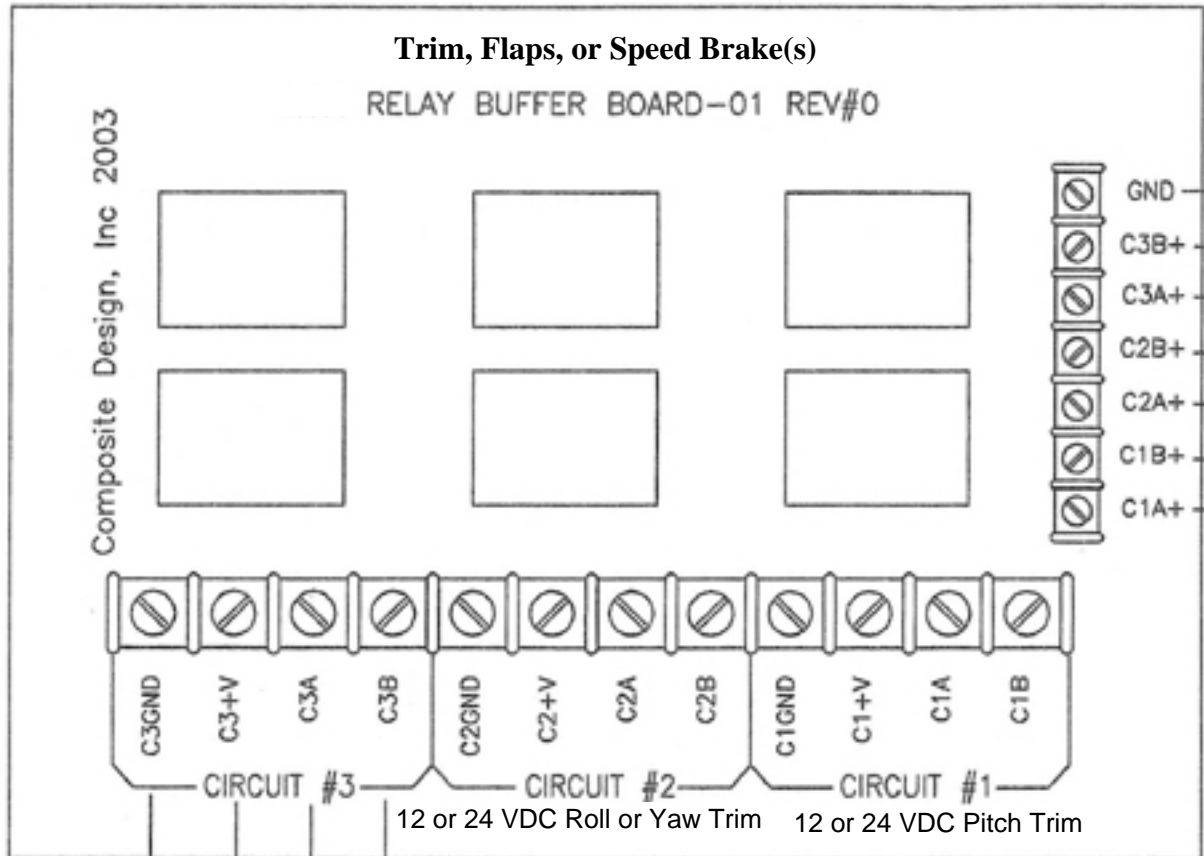 Trim, Flaps, or Speed Brake(s)
RELAY BUFFER BOARD-01 REV#0
Composite Design, Inc 2003
GND
C3B+
C3A+
C2B+
C2A+
C1B+
C1A+
C3GND
C3+V
C3A
C3B
C2GND
C2+V
C2A
C2B
C1GND
C1+V
C1A
C1B
CIRCUIT #3
CIRCUIT #2
CIRCUIT #1
12 or 24 VDC Roll or Yaw Trim
12 or 24 VDC Pitch Trim